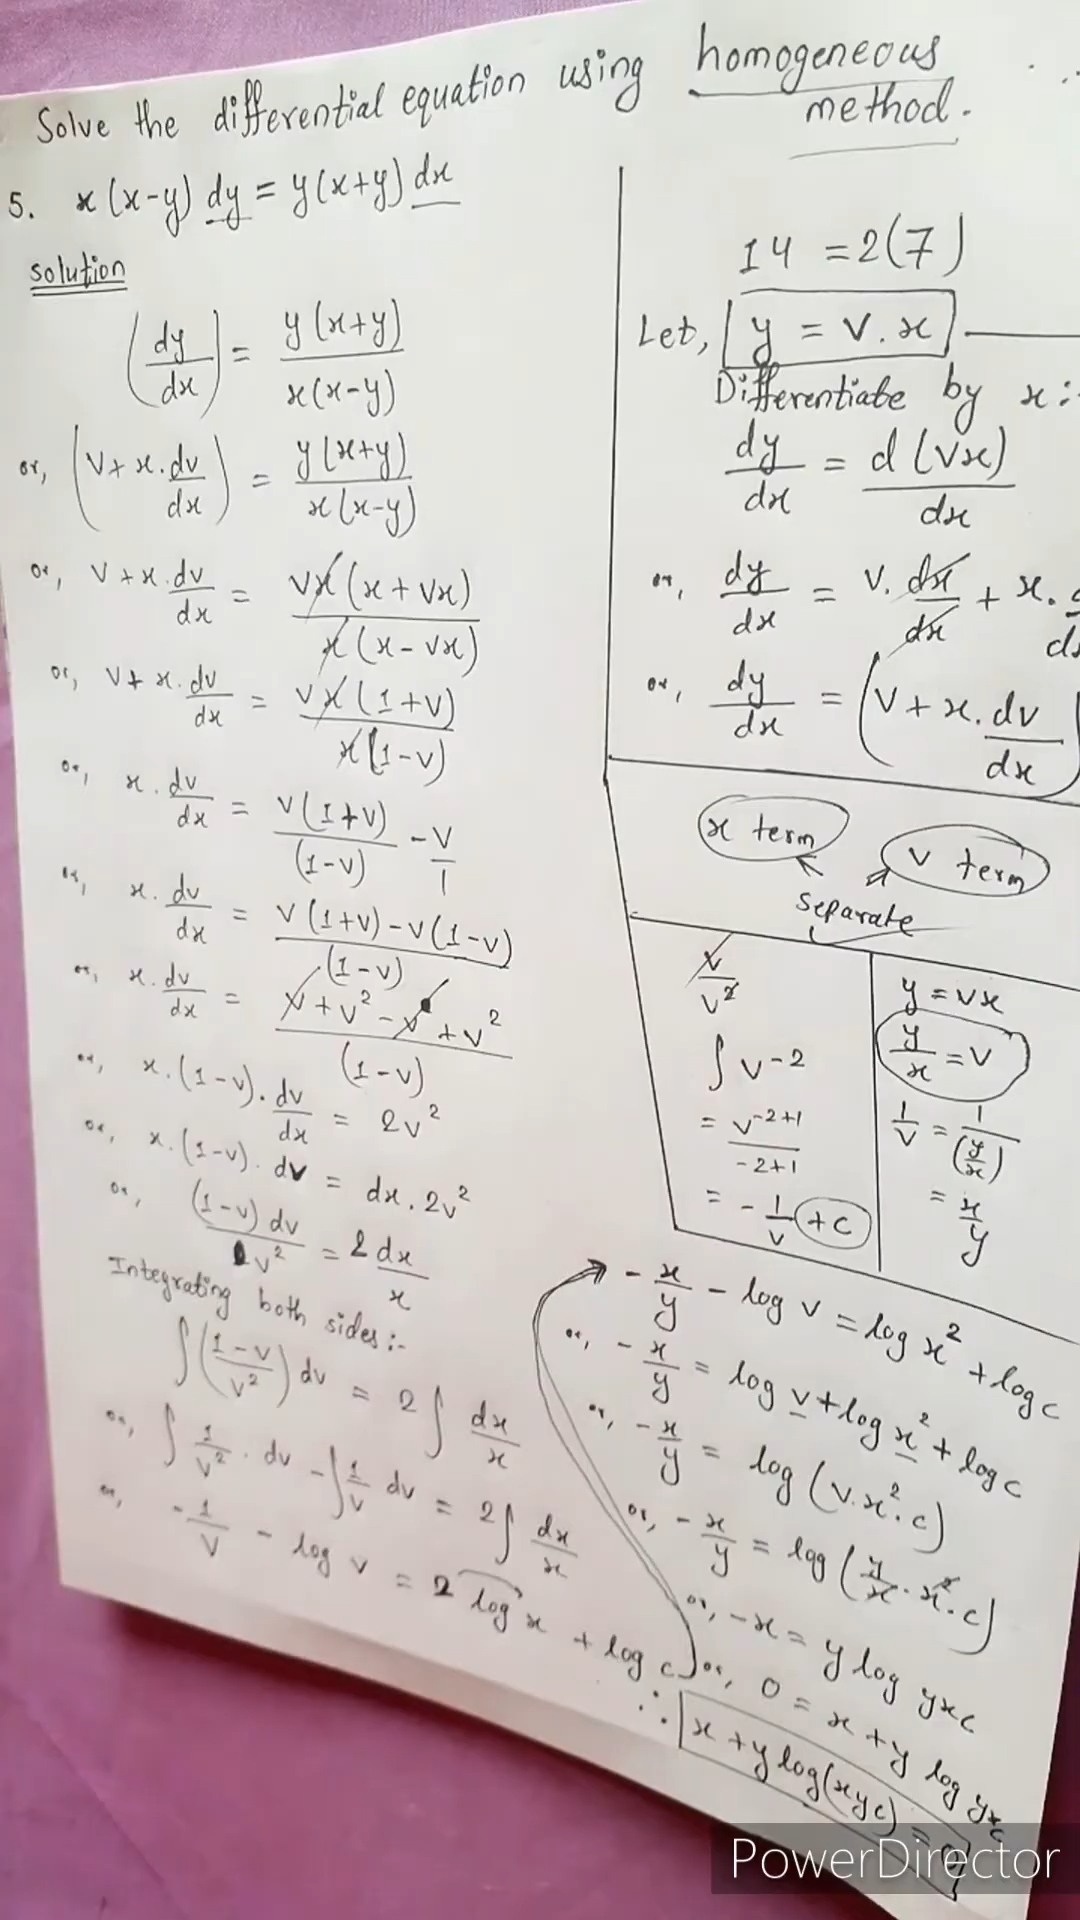 Solve the differential equation using homogeneous
method.
5. x(x-y) dy = y(x+y) dx
solution
(dy/dx) = y(x+y)/x(x-y)
or, (v+x.dv/dx) = y(x+y)/x(x-y)
or, v+x.dv/dx = vx(x+vx)/x(x-vx)
or, v+x.dv/dx = vx(1+v)/x(1-v)
or, x.dv/dx = v(1+v)/(1-v) - v/1
or, x.dv/dx = v(1+v)-v(1-v)/(1-v)
or, x.dv/dx = v+v²-v+v²/(1-v)
or, x.(1-v).dv/dx = 2v²
or, x.(1-v).dv = dx.2v²
or, (1-v)dv/v² = 2dx/x
Integrating both sides:-
∫(1-v/v²)dv = 2∫dx/x
or, ∫1/v².dv - ∫1/v dv = 2∫dx/x
or, -1/v - log v = 2 log x + log c
14 = 2(7)
Let, y = v.x
Differentiate by x:-
dy/dx = d(vx)/dx
or, dy/dx = v.dx/dx + x.
or, dy/dx = (v+x.dv/dx)
x term
v term
separate
v/v²
∫v-2
= v-2+1/-2+1
= -1/v +c
y = vx
y/x = v
1/v = 1/(y/x)
= x/y
-x/y - log v = log x² + log c
or, -x/y = log v + log x² + log c
or, -x/y = log(v.x².c)
or, -x/y = log(y/x.x².c)
or, -x = y log yxc
or, 0 = x+y log yxc
∴ x+y log(xyc) = 0
PowerDirector